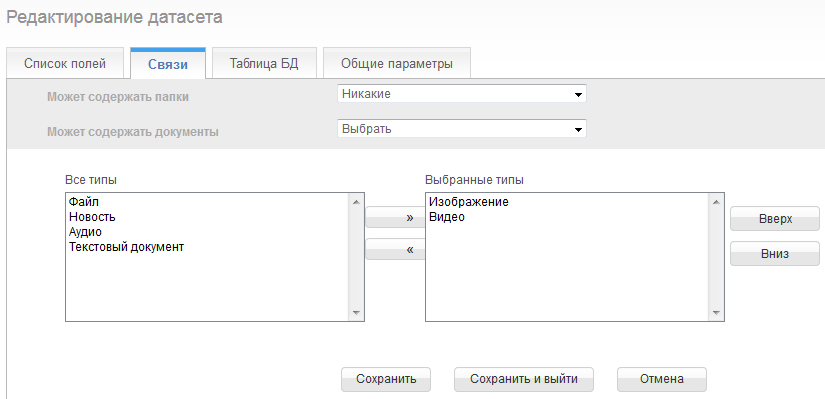 Редактирование датасета
Список полей Связи Таблица БД Общие параметры
Может содержать папки Никакие
Может содержать документы Выбрать
Все типы Выбранные типы
Файл
Новость
Аудио
Текстовый документ
»
«
Изображение
Видео
Вверх
Вниз
Сохранить Сохранить и выйти Отмена